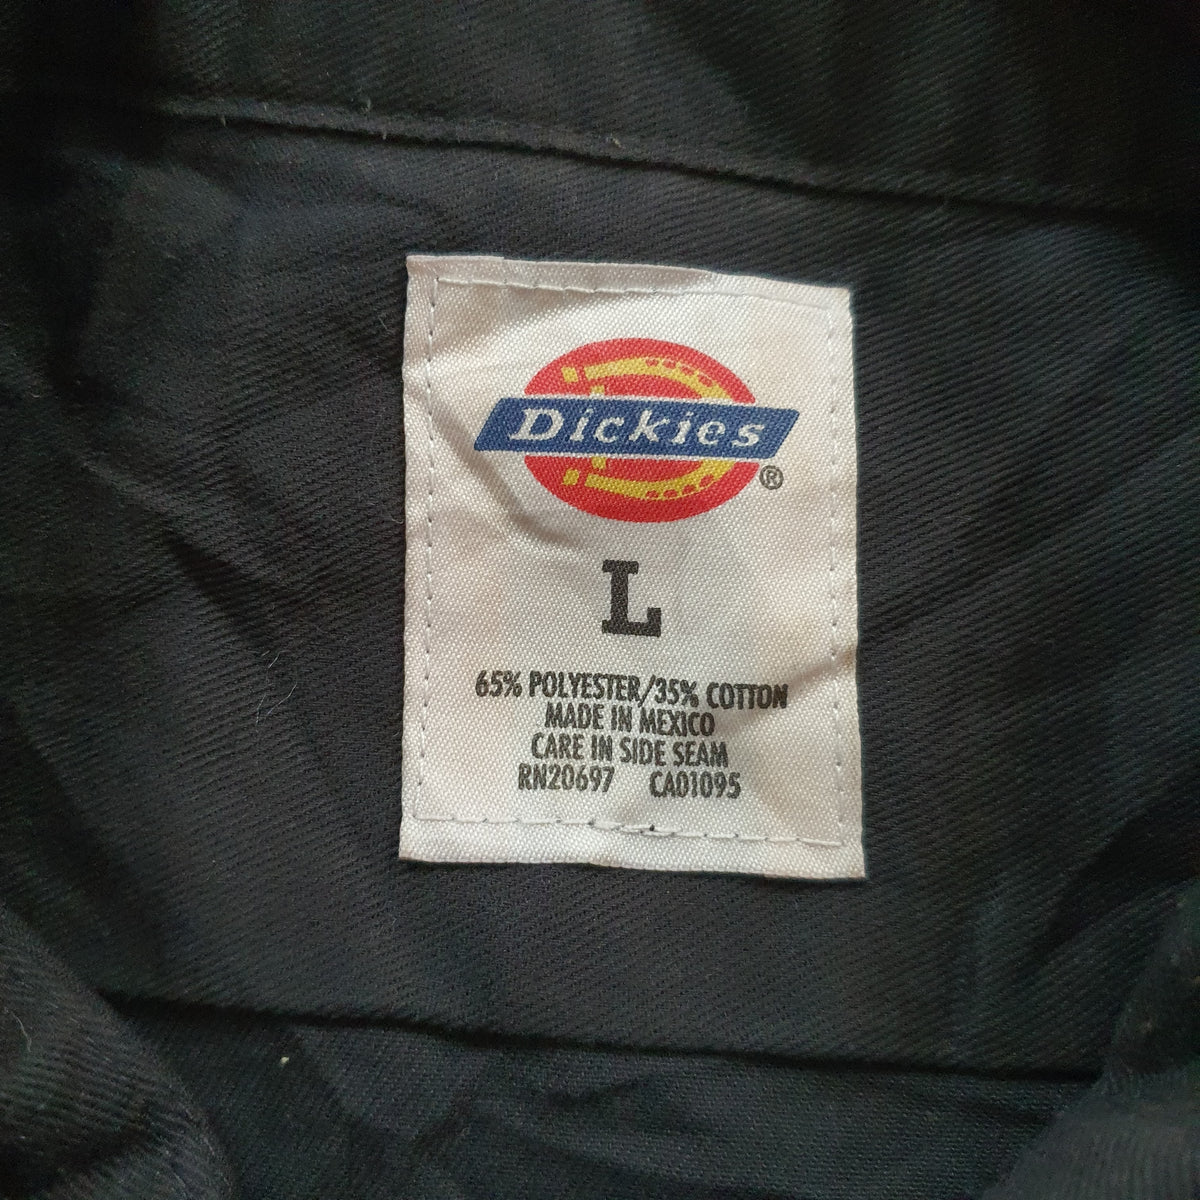 Dickies
®
L
65% POLYESTER/35% COTTON
MADE IN MEXICO
CARE IN SIDE SEAM
RN20697 CA01095